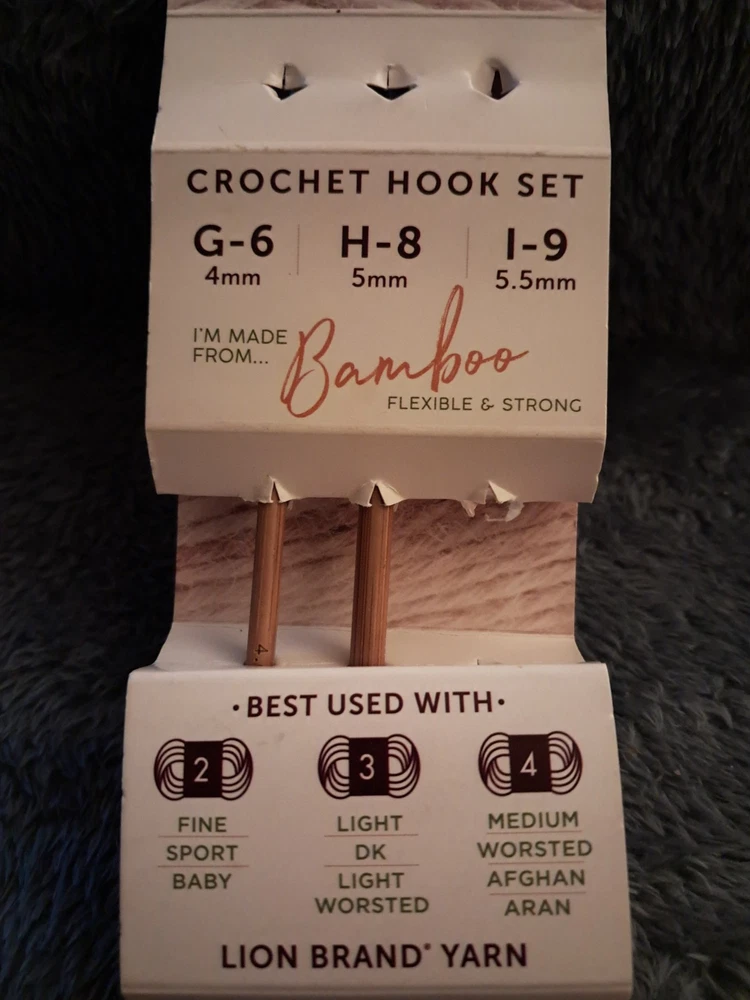 CROCHET HOOK SET
G-6 H-8 I-9
4mm 5mm 5.5mm
I'M MADE
FROM... Bamboo
FLEXIBLE & STRONG
4.
·BEST USED WITH·
2 3 4
FINE LIGHT MEDIUM
SPORT DK WORSTED
BABY LIGHT AFGHAN
WORSTED ARAN
LION BRAND® YARN